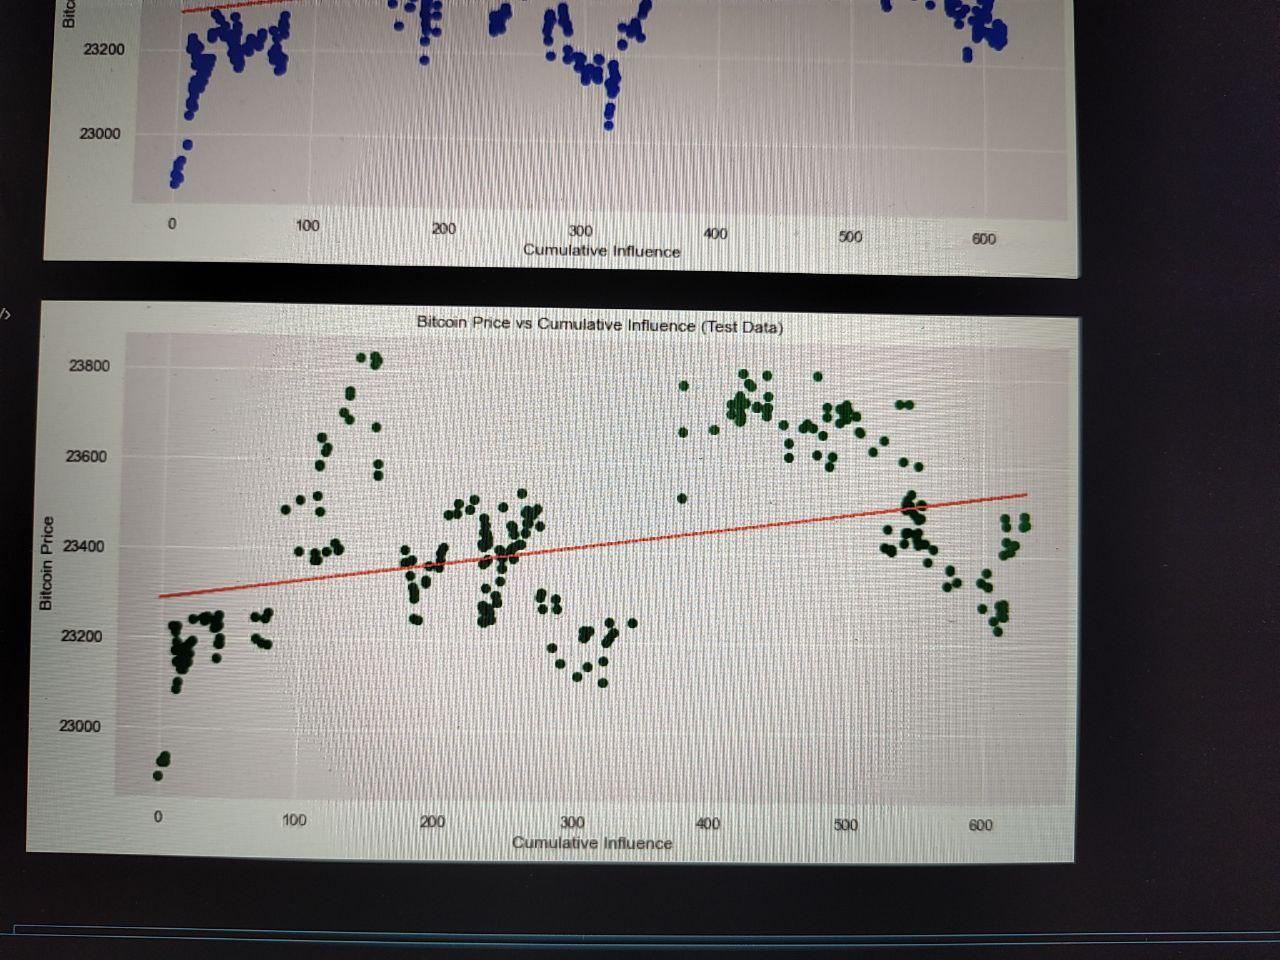 23200
23000
0 100 200 300 400 500 600
Cumulative Influence
Bitcoin Price vs Cumulative Influence (Test Data)
23800
23600
23400
23200
23000
Bitcoin Price
0 100 200 300 400 500 600
Cumulative Influence